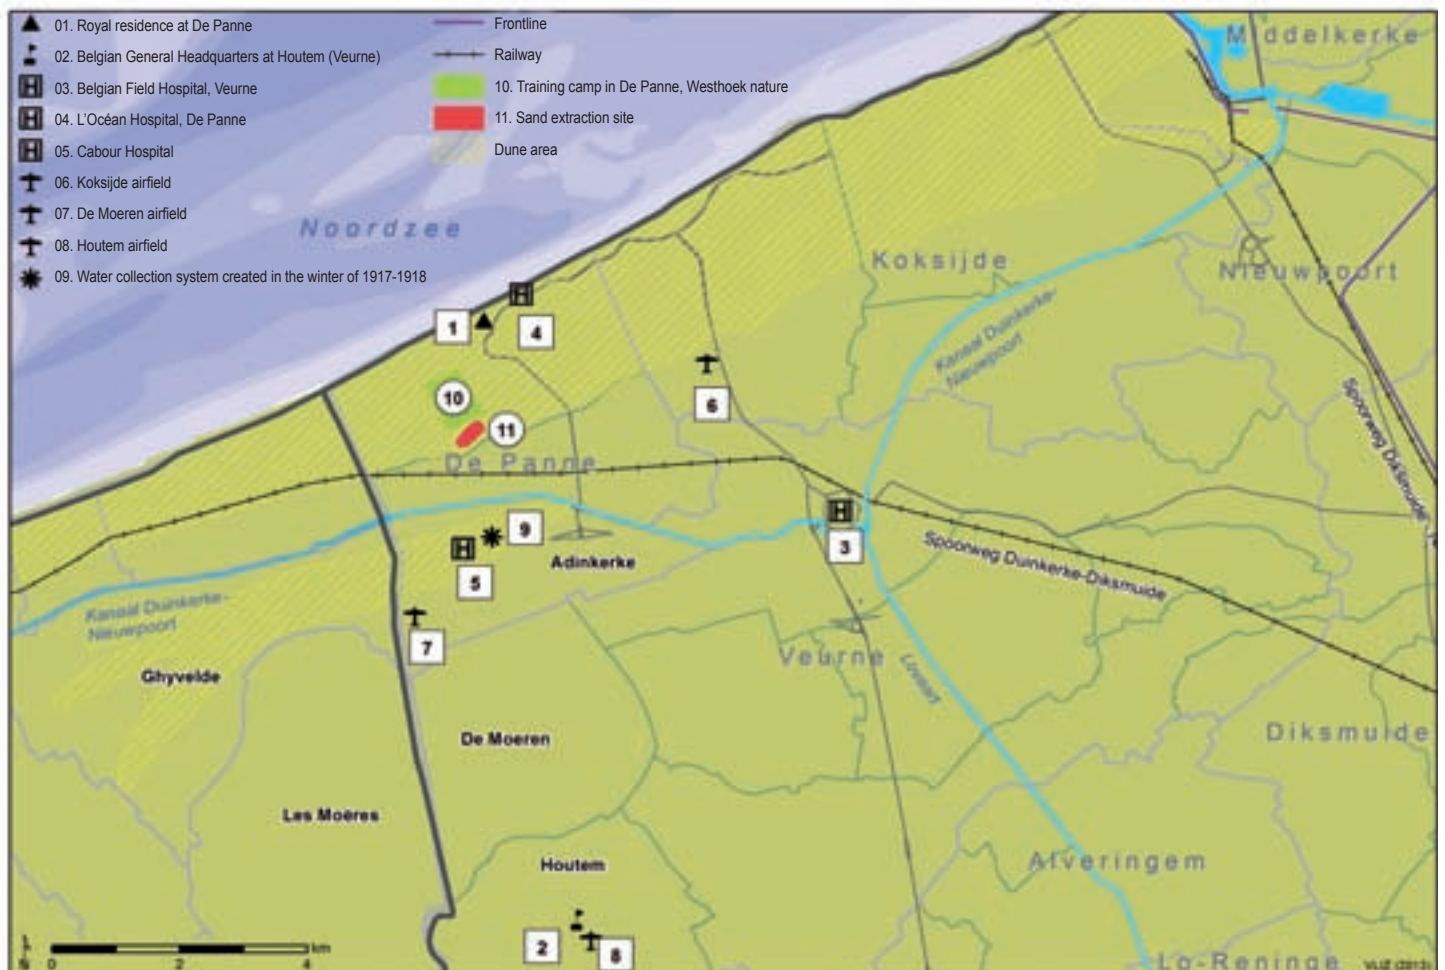 01. Royal residence at De Panne
02. Belgian General Headquarters at Houtem (Veurne)
03. Belgian Field Hospital, Veurne
04. L'Océan Hospital, De Panne
05. Cabour Hospital
06. Koksijde airfield
07. De Moeren airfield
08. Houtem airfield
09. Water collection system created in the winter of 1917-1918
Frontline
Railway
10. Training camp in De Panne, Westhoek nature
11. Sand extraction site
Dune area
Middelkerke
Noordzee
Koksijde
Nieuwpoort
Kanaal Duinkerke-
Nieuwpoort
1
4
6
10
11
De Panne
Spoorweg Diksmuide
9
3
5
Adinkerke
Spoorweg Duinkerke-Diksmuide
Kanaal Duinkerke-
Nieuwpoort
7
Ghyvelde
Veurne
Lovaart
De Moeren
Diksmuide
Les Moëres
Houtem
Alveringem
2
8
Lo-Reninge
km
0
2
4
N
VLIZ (2013)